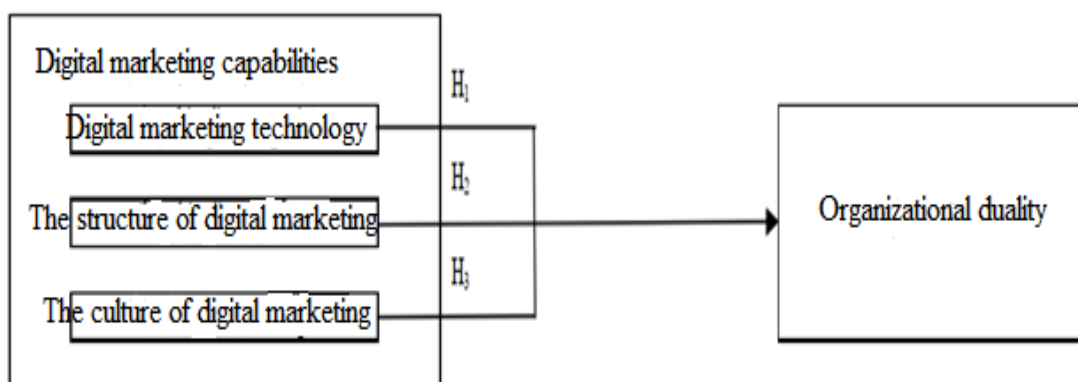 Digital marketing capabilities
H₁
Digital marketing technology
H₂
The structure of digital marketing
Organizational duality
H₃
The culture of digital marketing